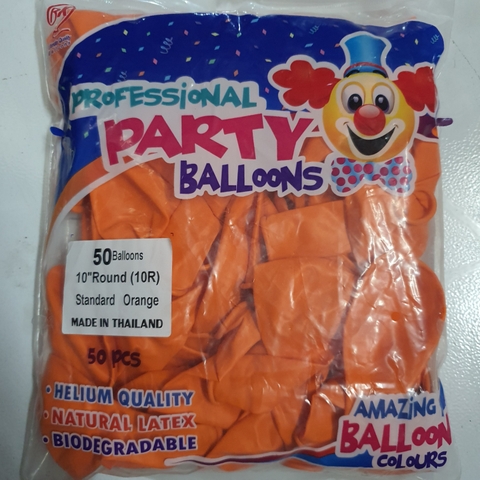 PROFESSIONAL
PARTY
BALLOONS
50 Balloons
10"Round (10R)
Standard Orange
MADE IN THAILAND
50 PCS
• HELIUM QUALITY
• NATURAL LATEX
• BIODEGRADABLE
AMAZING
BALLOON
COLOURS